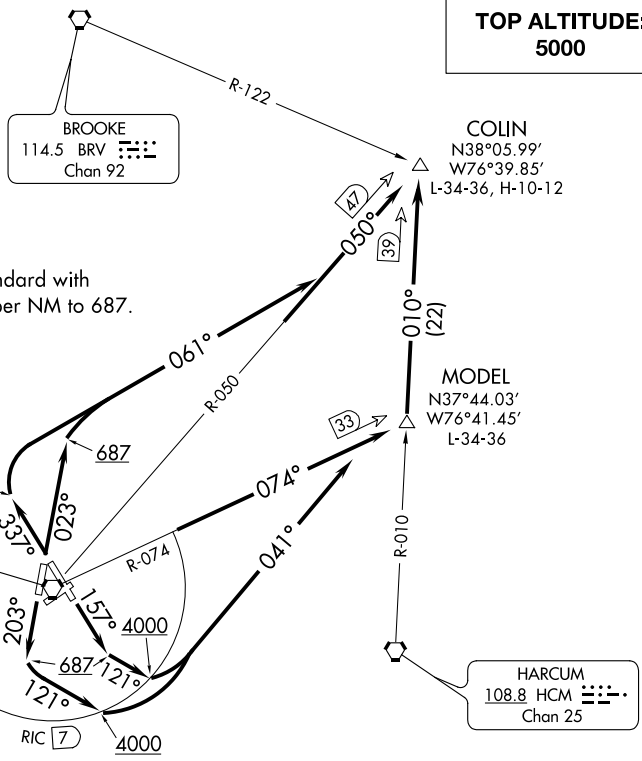 TOP ALTITUDE:
5000
R-122
BROOKE
114.5 BRV
Chan 92
COLIN
N38°05.99'
W76°39.85'
L-34-36, H-10-12
47
39
050°
ndard with
per NM to 687.
061°
010°
(22)
R-050
MODEL
N37°44.03'
W76°41.45'
L-34-36
33
687
023°
337°
074°
041°
R-074
R-010
203°
157°
4000
687
121°
121°
HARCUM
108.8 HCM
Chan 25
RIC 7
4000